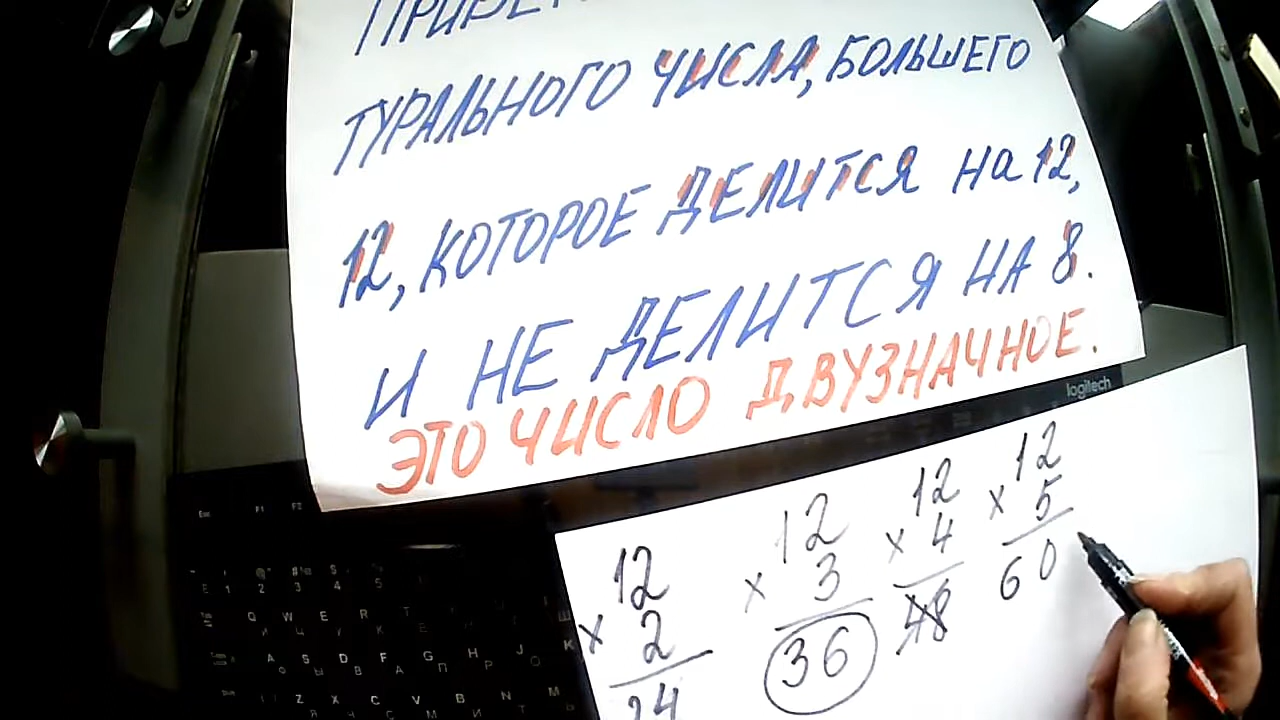 ТУРАЛЬНОГО ЧИСЛА, БОЛЬШЕГО
12, КОТОРОЕ ДЕЛИТСЯ НА 12,
И НЕ ДЕЛИТСЯ НА 8.
ЭТО ЧИСЛО ДВУЗНАЧНОЕ.
logitech
12
× 2
24
12
× 3
36
12
× 4
48
12
× 5
60